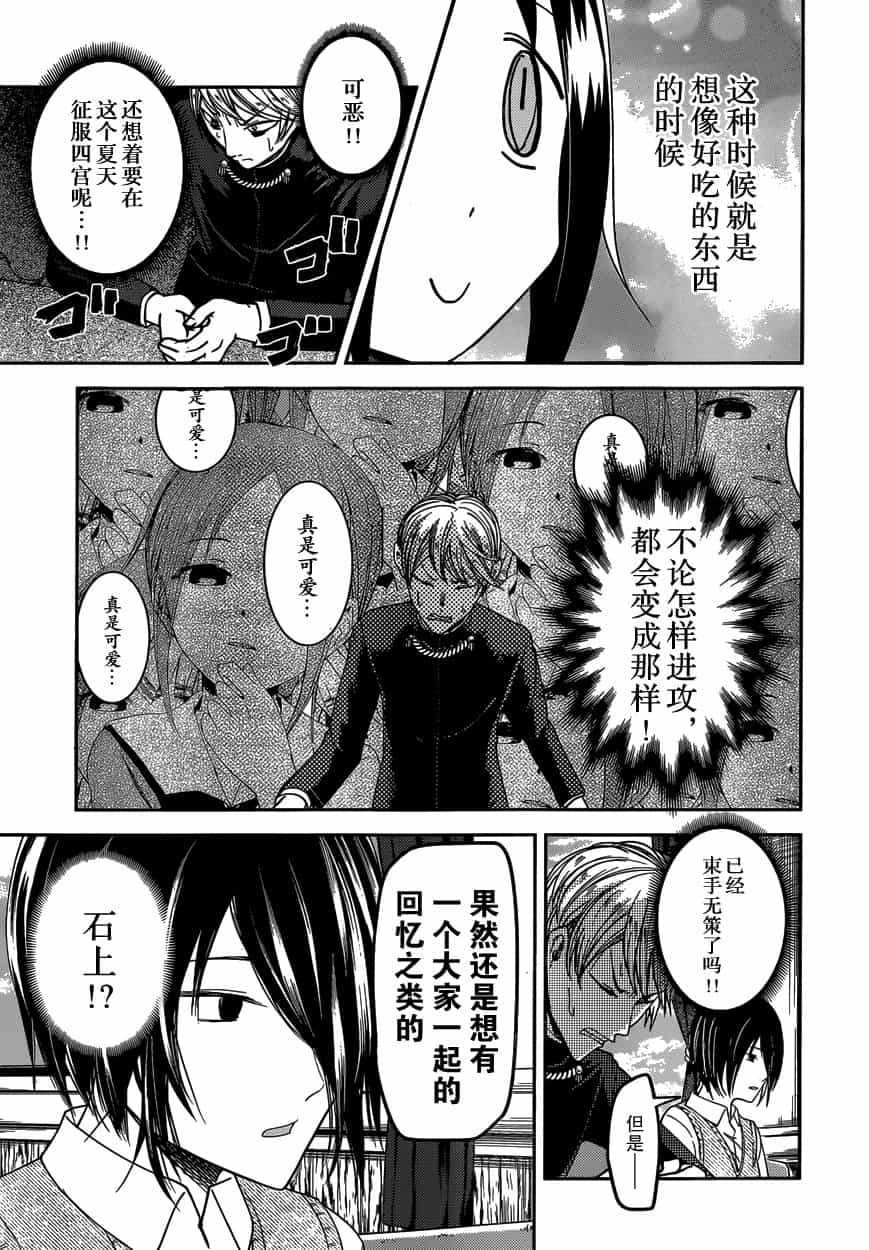 这种时候就是
想像好吃的东西
的时候
可恶!!
还想着要在
这个夏天
征服四宫呢…!!
ゴゴ
ゴゴ
不论怎样进攻，
都会变成那样！
真是
真是可爱…
是可爱…
真是可爱…
已经
束手无策了吗!!
但是——
果然还是想有
一个大家一起的
回忆之类的
石上
!?